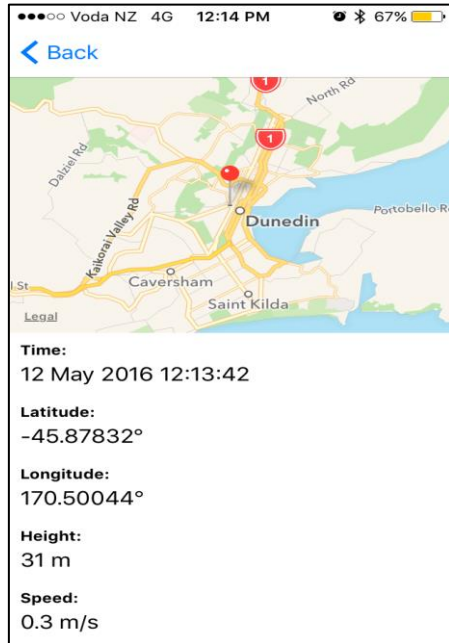 ●●●○○ Voda NZ 4G 12:14 PM 67%
Back
1
North Rd
1
Dalziel Rd
Kaikorai Valley Rd
Dunedin
Portobello R
l St
Caversham
Saint Kilda
Legal
Time:
12 May 2016 12:13:42
Latitude:
-45.87832°
Longitude:
170.50044°
Height:
31 m
Speed:
0.3 m/s